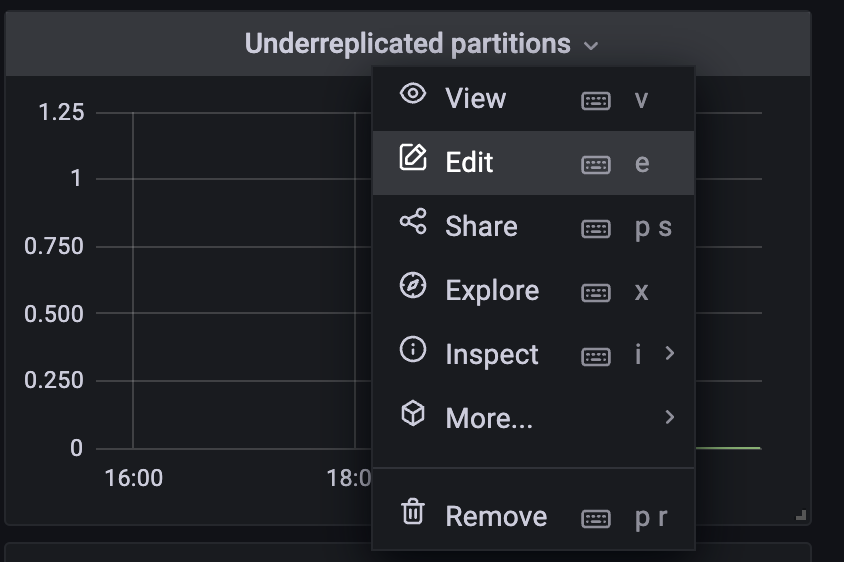 Underreplicated partitions
View v
Edit e
Share p s
Explore x
Inspect i
More...
Remove p r
1.25
1
0.750
0.500
0.250
0
16:00
18:0